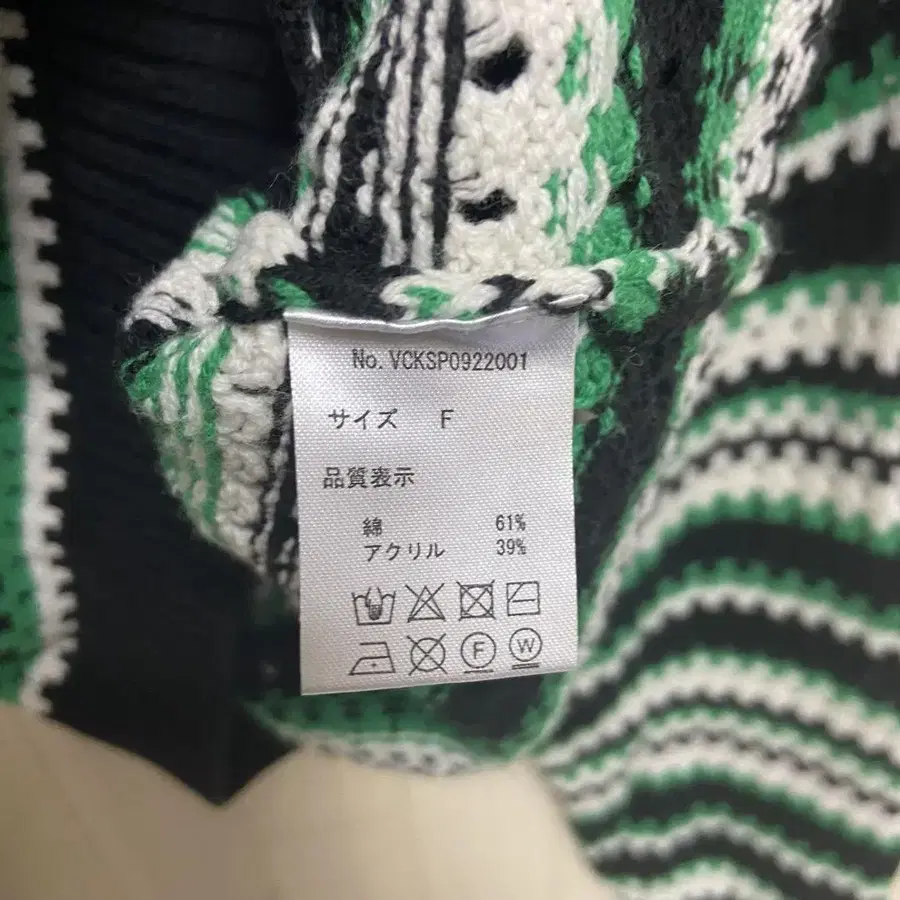 No. VCKSP0922001
サイズ F
品質表示
綿 61%
アクリル 39%
F W